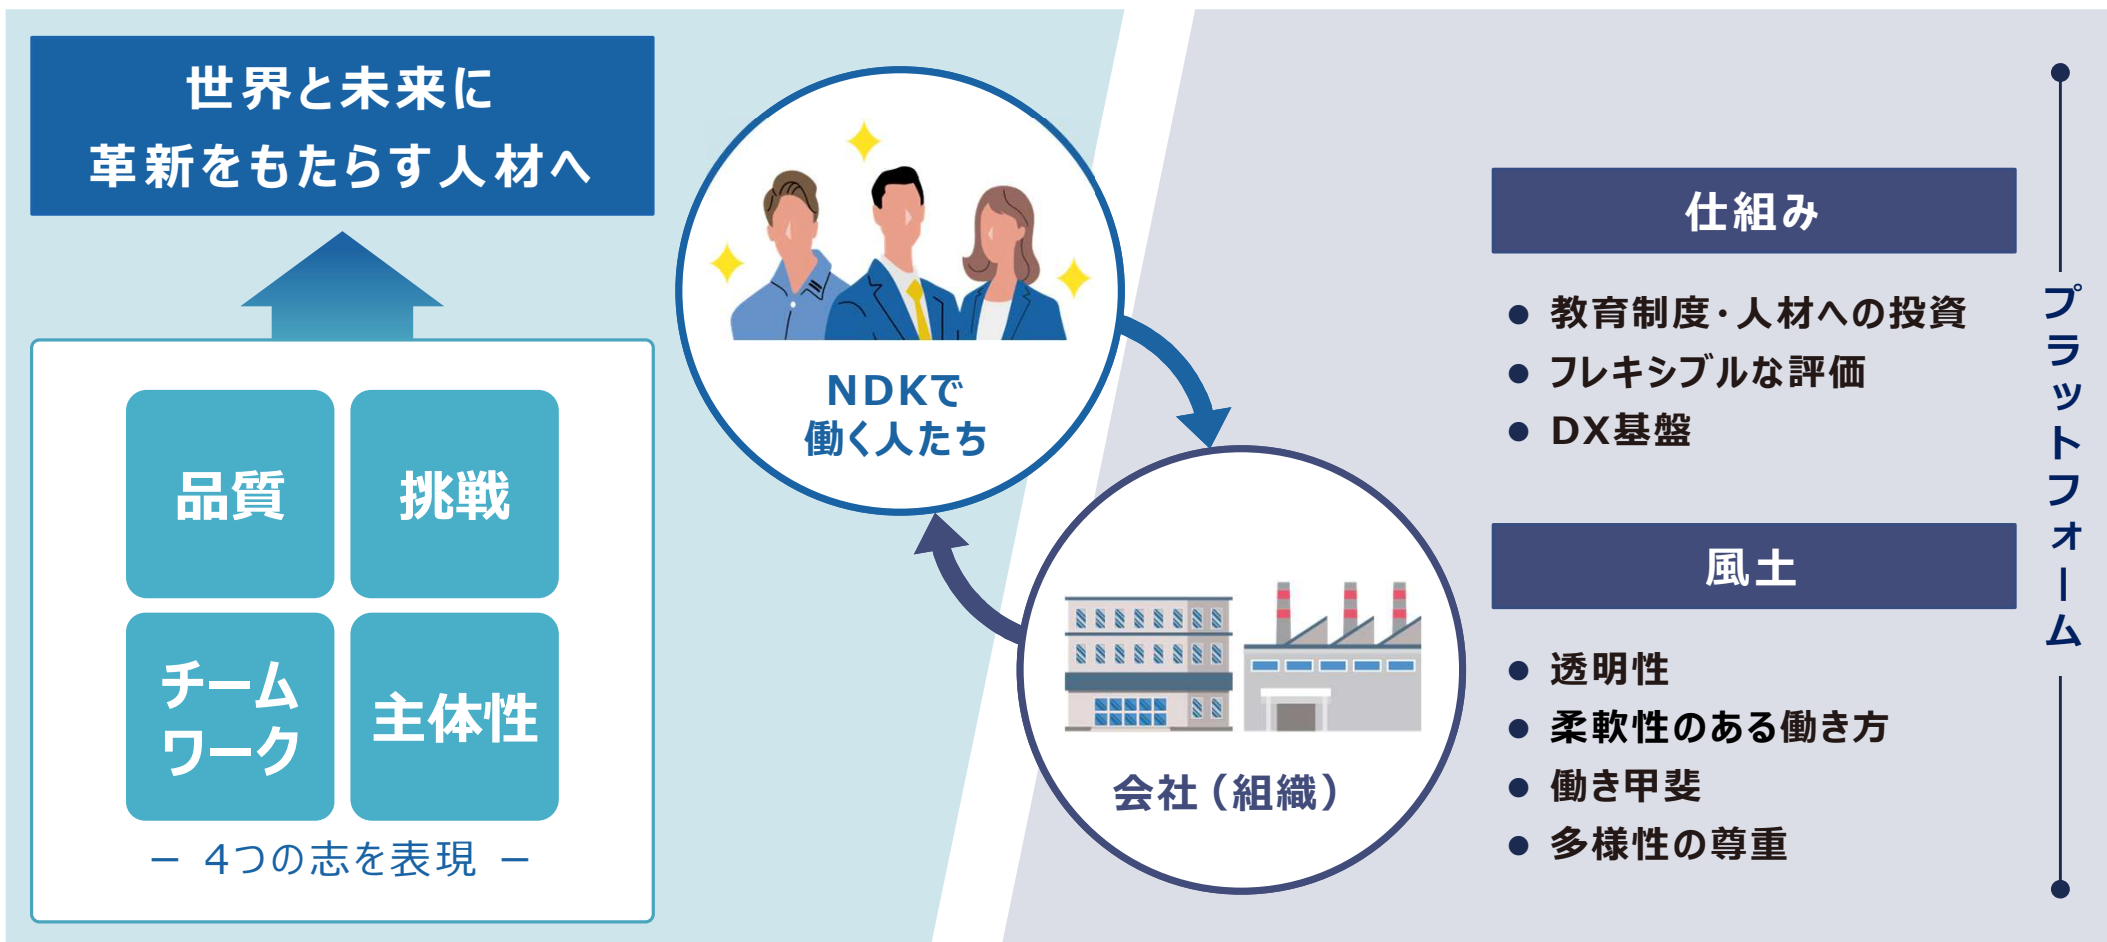 世界と未来に
革新をもたらす人材へ
品質
挑戦
チーム
ワーク
主体性
－ 4つの志を表現 －
NDKで
働く人たち
会社（組織）
仕組み
● 教育制度・人材への投資
● フレキシブルな評価
● DX基盤
風土
● 透明性
● 柔軟性のある働き方
● 働き甲斐
● 多様性の尊重
プラットフォーム